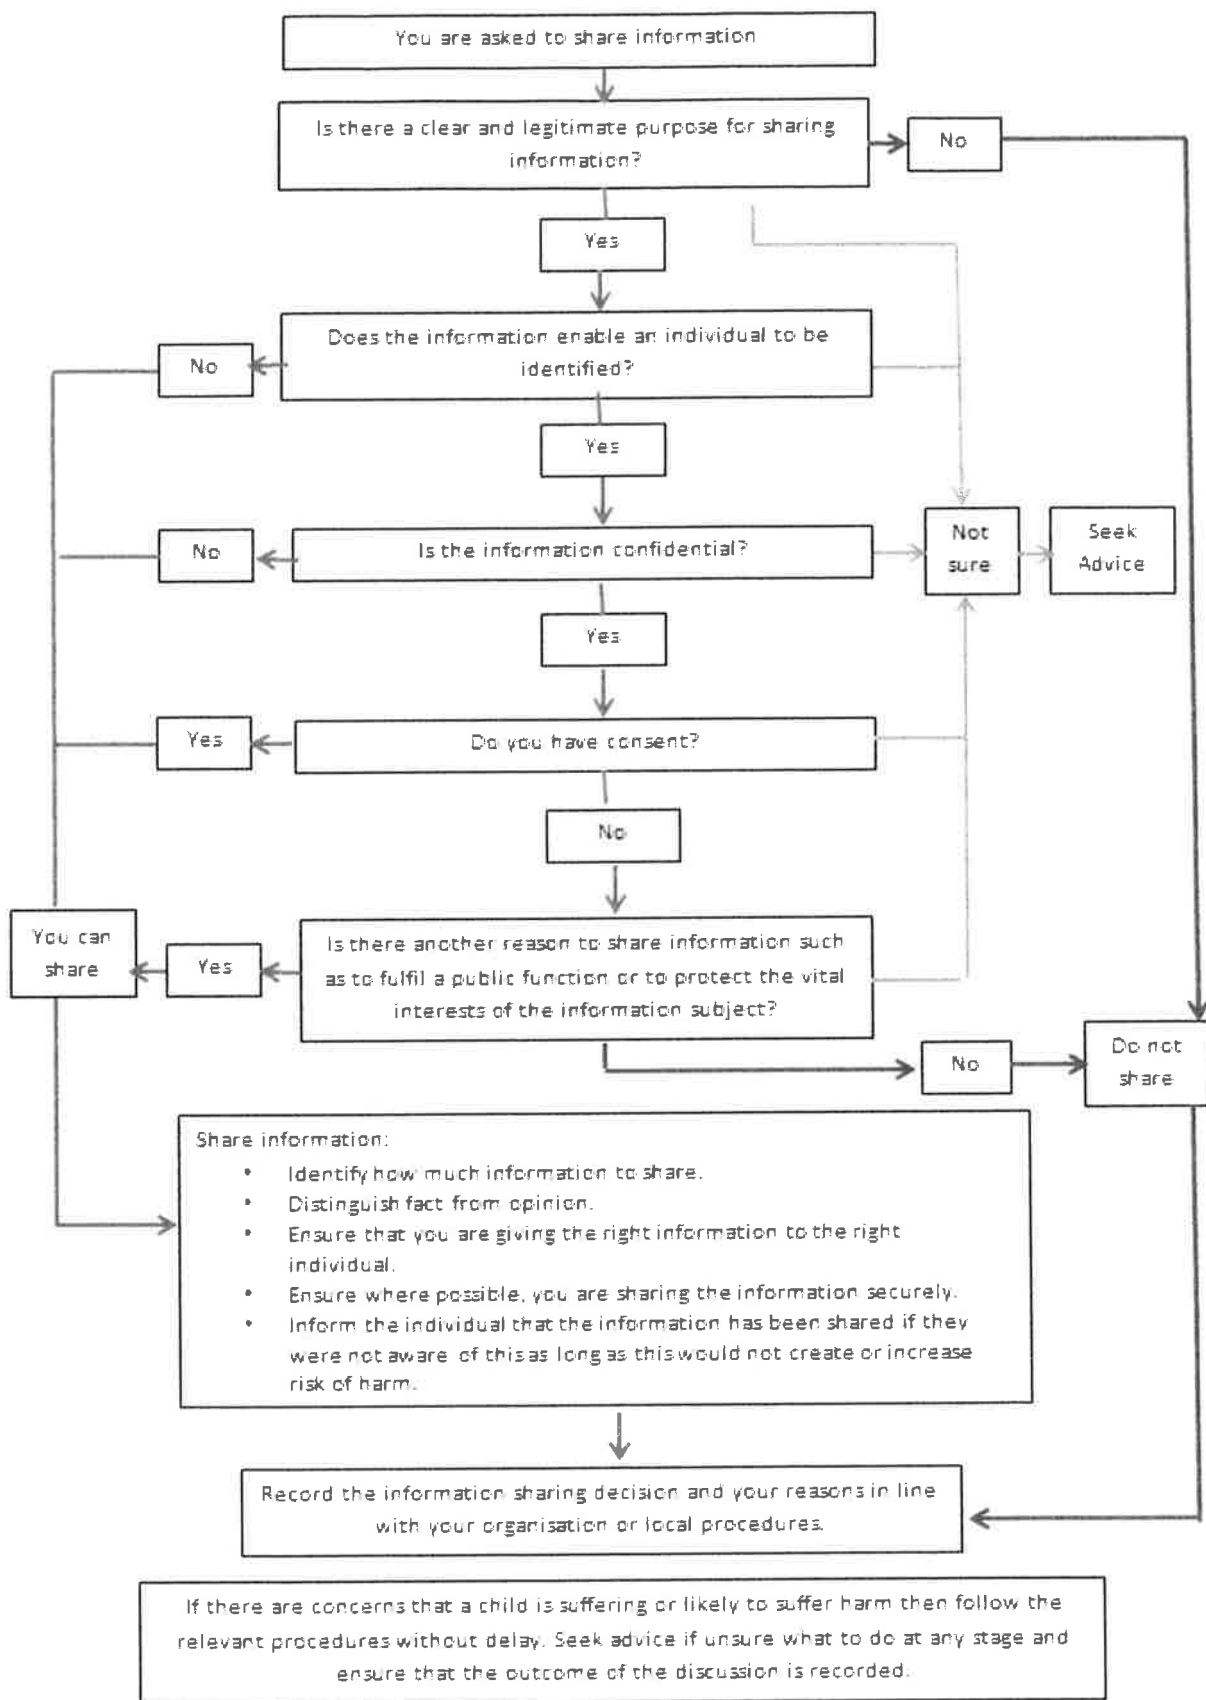 You are asked to share information
Is there a clear and legitimate purpose for sharing
information?
No
Yes
Does the information enable an individual to be
identified?
No
Yes
Is the information confidential?
No
Not
sure
Seek
Advice
Yes
Do you have consent?
Yes
No
You can
share
Yes
Is there another reason to share information such
as to fulfil a public function or to protect the vital
interests of the information subject?
No
Do not
share
Share information:
• Identify how much information to share.
• Distinguish fact from opinion.
• Ensure that you are giving the right information to the right
individual.
• Ensure where possible, you are sharing the information securely.
• Inform the individual that the information has been shared if they
were not aware of this as long as this would not create or increase
risk of harm.
Record the information sharing decision and your reasons in line
with your organisation or local procedures.
If there are concerns that a child is suffering or likely to suffer harm then follow the
relevant procedures without delay. Seek advice if unsure what to do at any stage and
ensure that the outcome of the discussion is recorded.